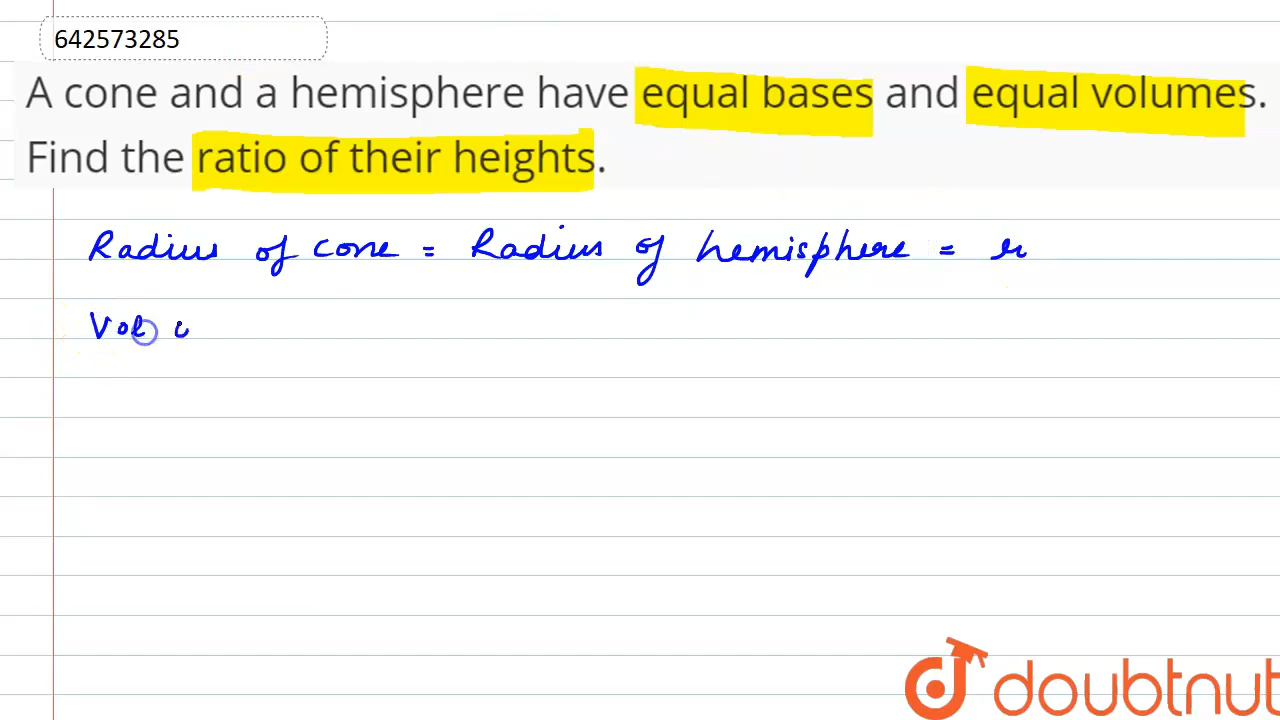 642573285
A cone and a hemisphere have equal bases and equal volumes.
Find the ratio of their heights.
Radius of cone = Radius of hemisphere = r
Vol
doubtnut